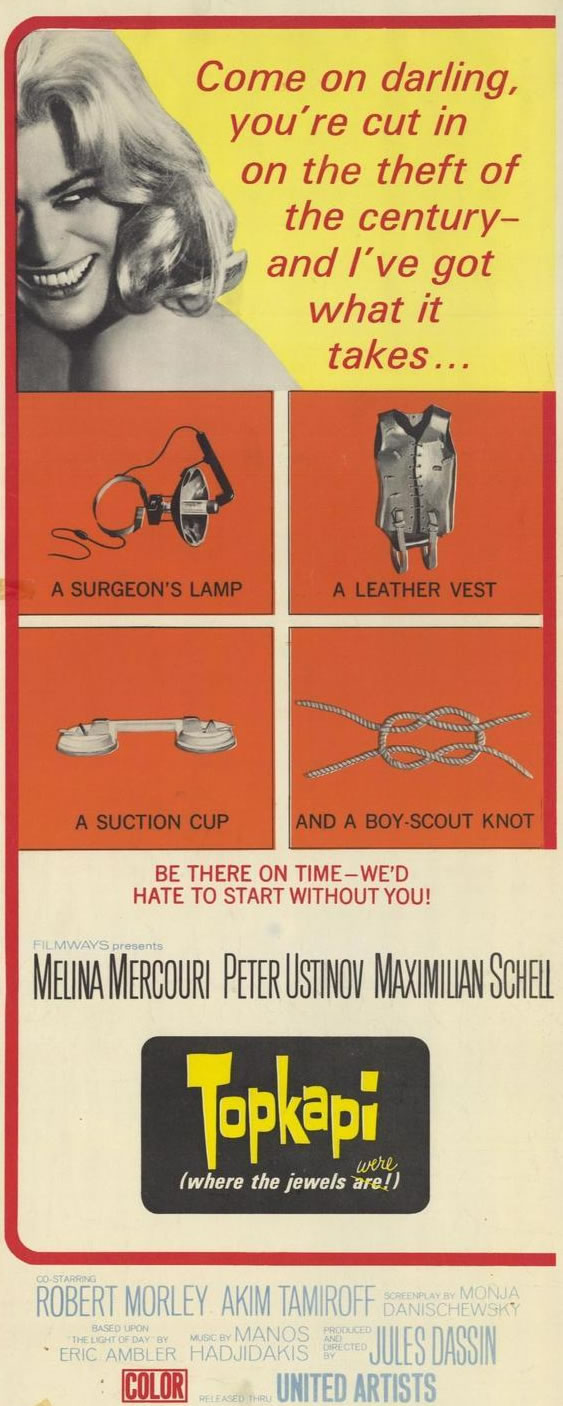 Come on darling,
you're cut in
on the theft of
the century–
and I've got
what it
takes...
A SURGEON'S LAMP
A LEATHER VEST
A SUCTION CUP
AND A BOY-SCOUT KNOT
BE THERE ON TIME–WE'D
HATE TO START WITHOUT YOU!
FILMWAYS presents
MELINA MERCOURI PETER USTINOV MAXIMILIAN SCHELL
Topkapi
were
(where the jewels are!)
CO-STARRING
ROBERT MORLEY AKIM TAMIROFF SCREENPLAY BY MONJA DANISCHEWSKY
BASED UPON "THE LIGHT OF DAY" BY ERIC AMBLER MUSIC BY MANOS HADJIDAKIS PRODUCED AND DIRECTED BY JULES DASSIN
COLOR RELEASED THRU UNITED ARTISTS